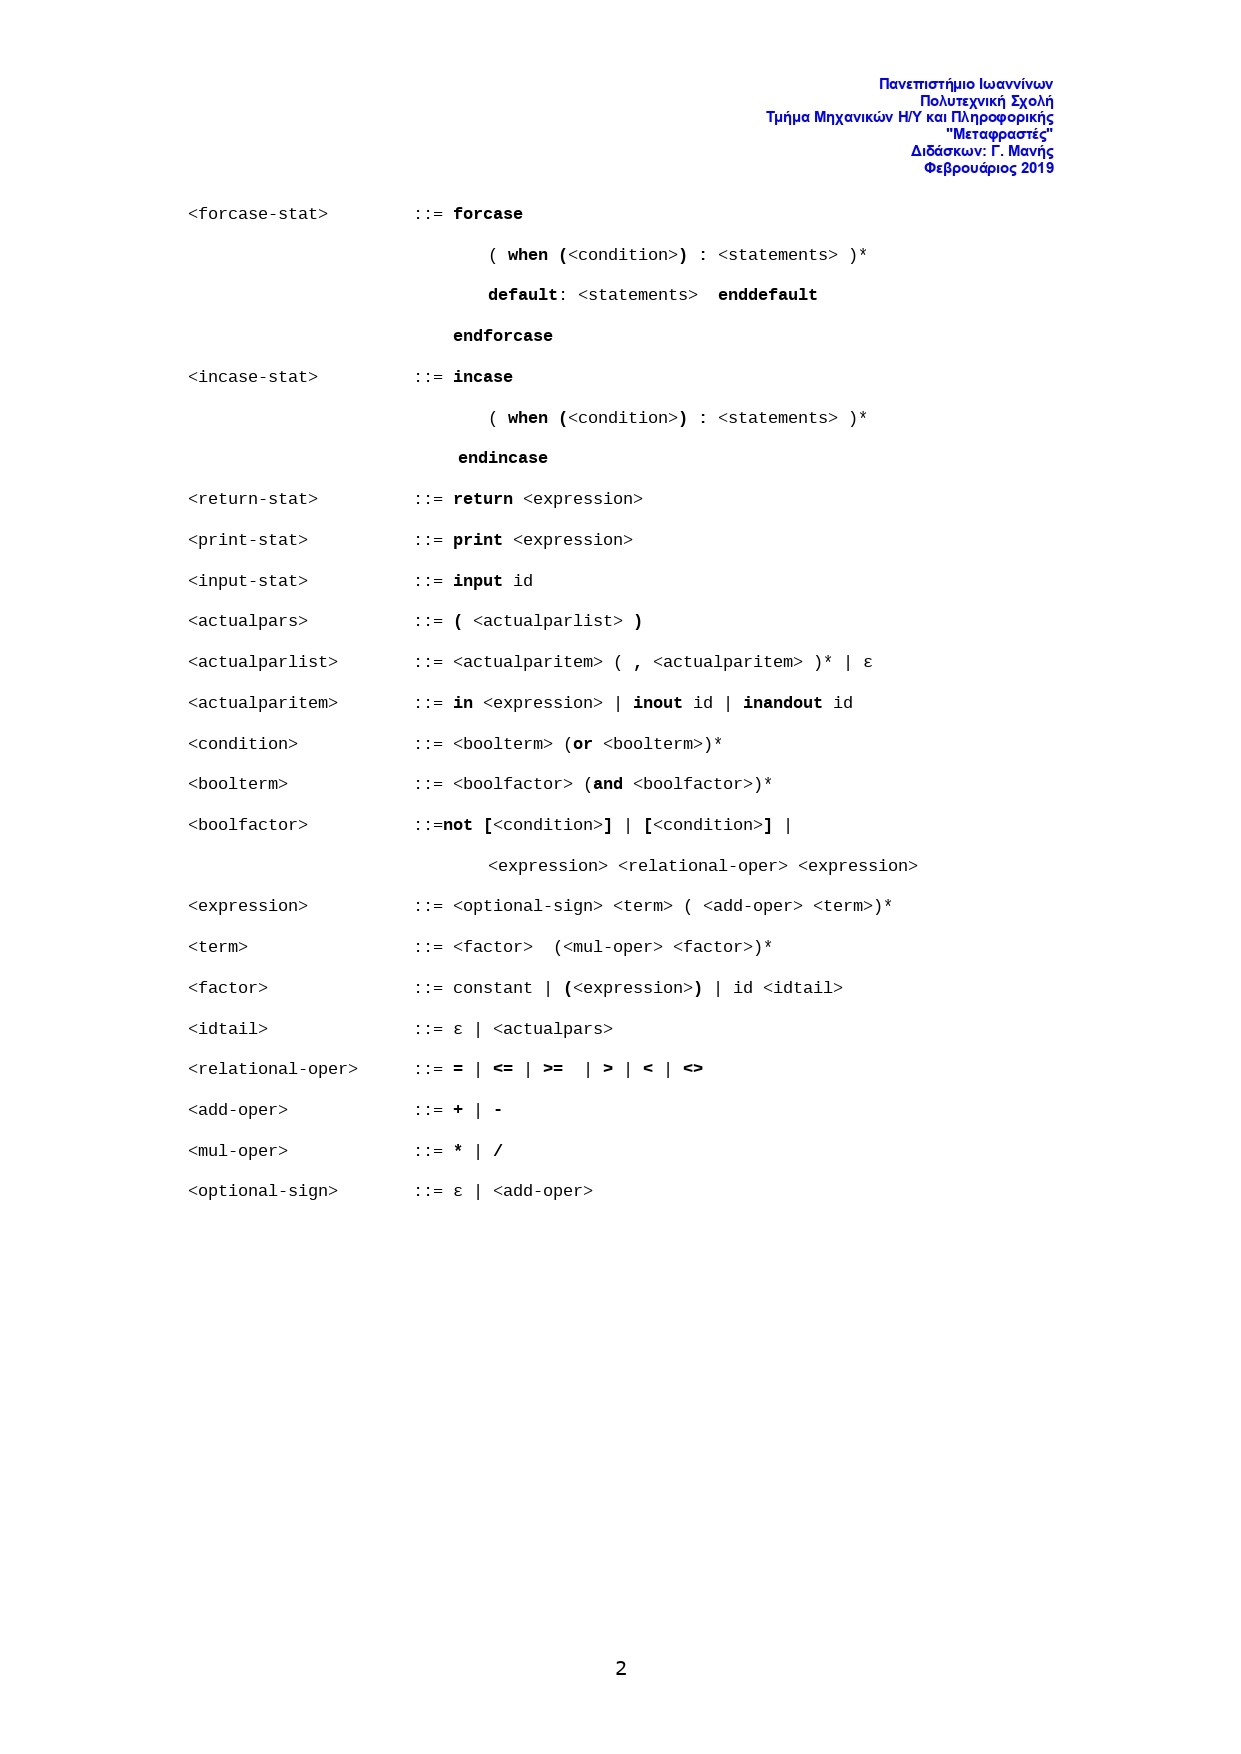 Πανεπιστήμιο Ιωαννίνων
Πολυτεχνική Σχολή
Τμήμα Μηχανικών Η/Υ και Πληροφορικής
"Μεταφραστές"
Διδάσκων: Γ. Μανής
Φεβρουάριος 2019
<forcase-stat> ::= forcase
( when (<condition>) : <statements> )*
default: <statements> enddefault
endforcase
<incase-stat> ::= incase
( when (<condition>) : <statements> )*
endincase
<return-stat> ::= return <expression>
<print-stat> ::= print <expression>
<input-stat> ::= input id
<actualpars> ::= ( <actualparlist> )
<actualparlist> ::= <actualparitem> ( , <actualparitem> )* | ε
<actualparitem> ::= in <expression> | inout id | inandout id
<condition> ::= <boolterm> (or <boolterm>)*
<boolterm> ::= <boolfactor> (and <boolfactor>)*
<boolfactor> ::=not [<condition>] | [<condition>] |
<expression> <relational-oper> <expression>
<expression> ::= <optional-sign> <term> ( <add-oper> <term>)*
<term> ::= <factor> (<mul-oper> <factor>)*
<factor> ::= constant | (<expression>) | id <idtail>
<idtail> ::= ε | <actualpars>
<relational-oper> ::= = | <= | >= | > | < | <>
<add-oper> ::= + | -
<mul-oper> ::= * | /
<optional-sign> ::= ε | <add-oper>
2